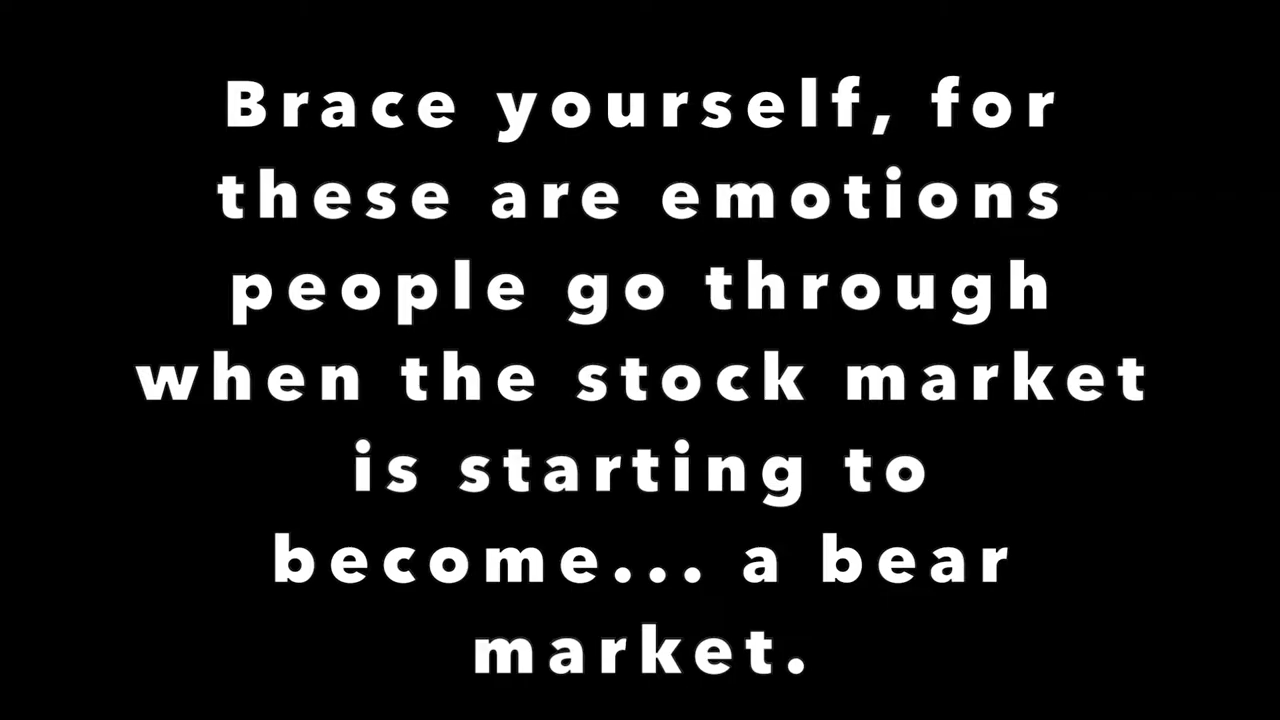 Brace yourself, for
these are emotions
people go through
when the stock market
is starting to
become... a bear
market.